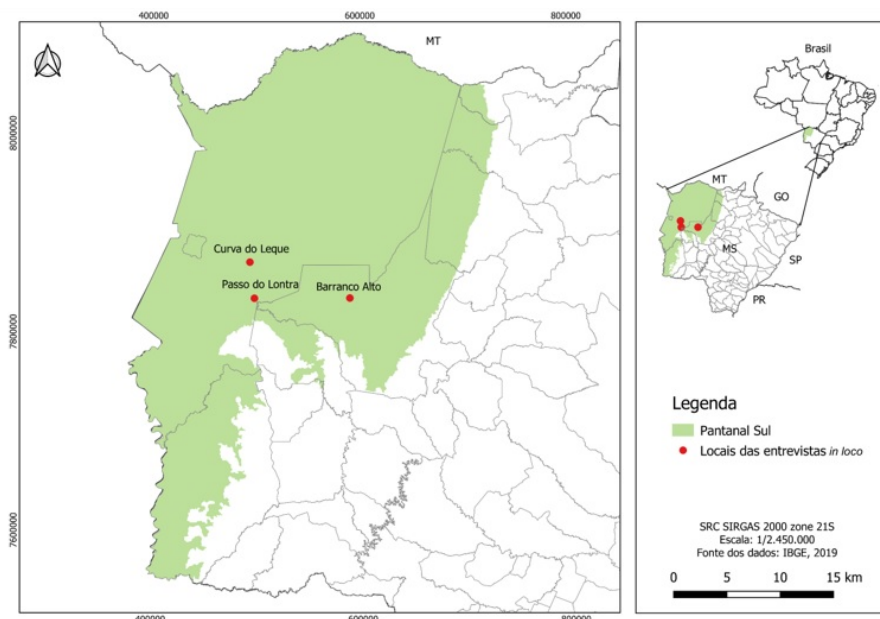 400000 600000 800000
MT
8000000
Curva do Leque
Passo do Lontra
Barranco Alto
7800000
7600000
400000 600000 800000
Brasil
MT
GO
MS
SP
PR
Legenda
Pantanal Sul
Locais das entrevistas in loco
SRC SIRGAS 2000 zone 21S
Escala: 1/2.450.000
Fonte dos dados: IBGE, 2019
0 5 10 15 km